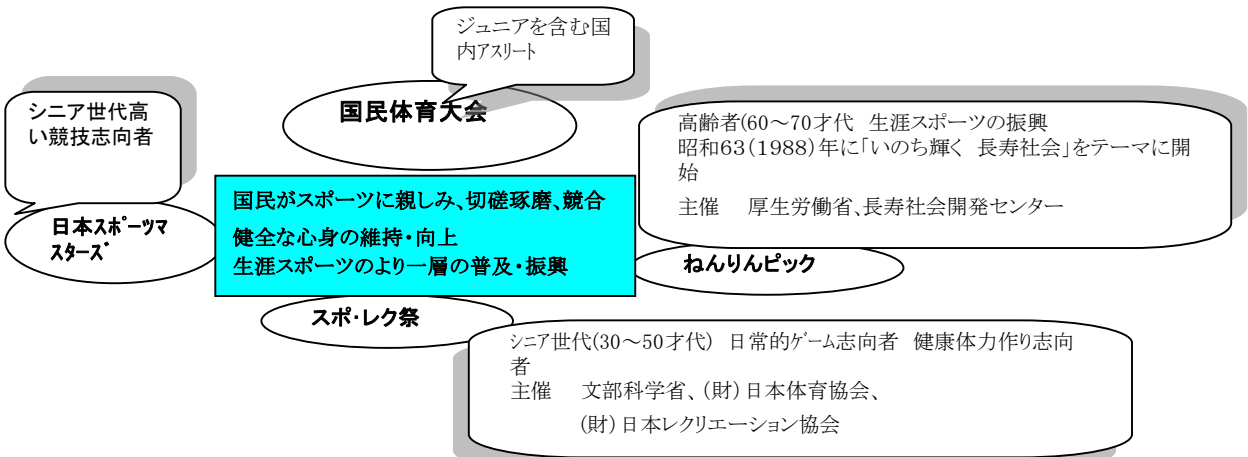 ジュニアを含む国
内アスリート
国民体育大会
シニア世代高
い競技志向者
日本スポーツマ
スターズ
高齢者(60～70才代　生涯スポーツの振興
昭和63(1988)年に「いのち輝く　長寿社会」をテーマに開
始
主催　厚生労働省、長寿社会開発センター
国民がスポーツに親しみ、切磋琢磨、競合
健全な心身の維持・向上
生涯スポーツのより一層の普及・振興
ねんりんピック
スポ・レク祭
シニア世代(30～50才代)　日常的ゲーム志向者　健康体力作り志向
者
主催　文部科学省、(財)日本体育協会、
(財)日本レクリエーション協会